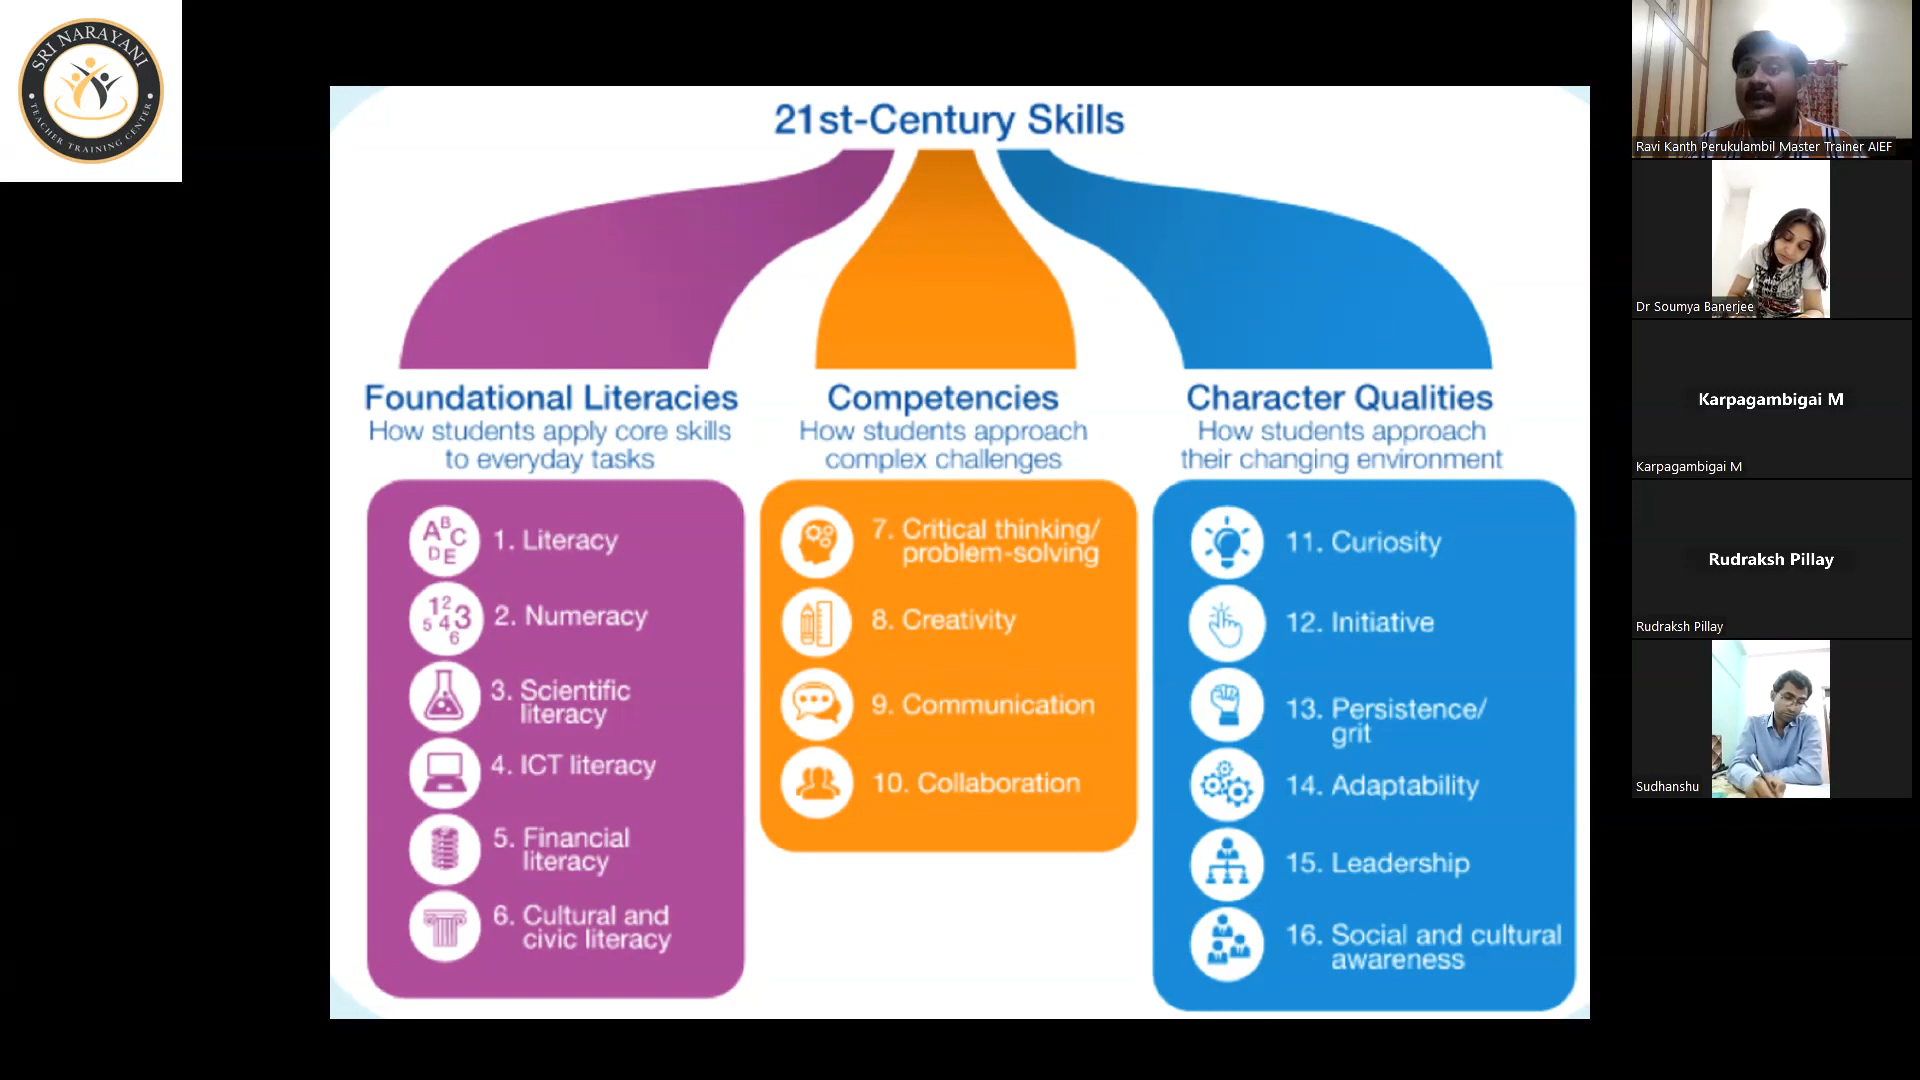 SRI NARAYANI
TEACHER TRAINING CENTER
21st-Century Skills
Foundational Literacies
How students apply core skills
to everyday tasks
ABCDE
123456
1. Literacy
2. Numeracy
3. Scientific
literacy
4. ICT literacy
5. Financial
literacy
6. Cultural and
civic literacy
Competencies
How students approach
complex challenges
7. Critical thinking/
problem-solving
8. Creativity
9. Communication
10. Collaboration
Character Qualities
How students approach
their changing environment
11. Curiosity
12. Initiative
13. Persistence/
grit
14. Adaptability
15. Leadership
16. Social and cultural
awareness
Ravi Kanth Perukulambil Master Trainer AIEF
Dr Soumya Banerjee
Karpagambigai M
Karpagambigai M
Rudraksh Pillay
Rudraksh Pillay
Sudhanshu